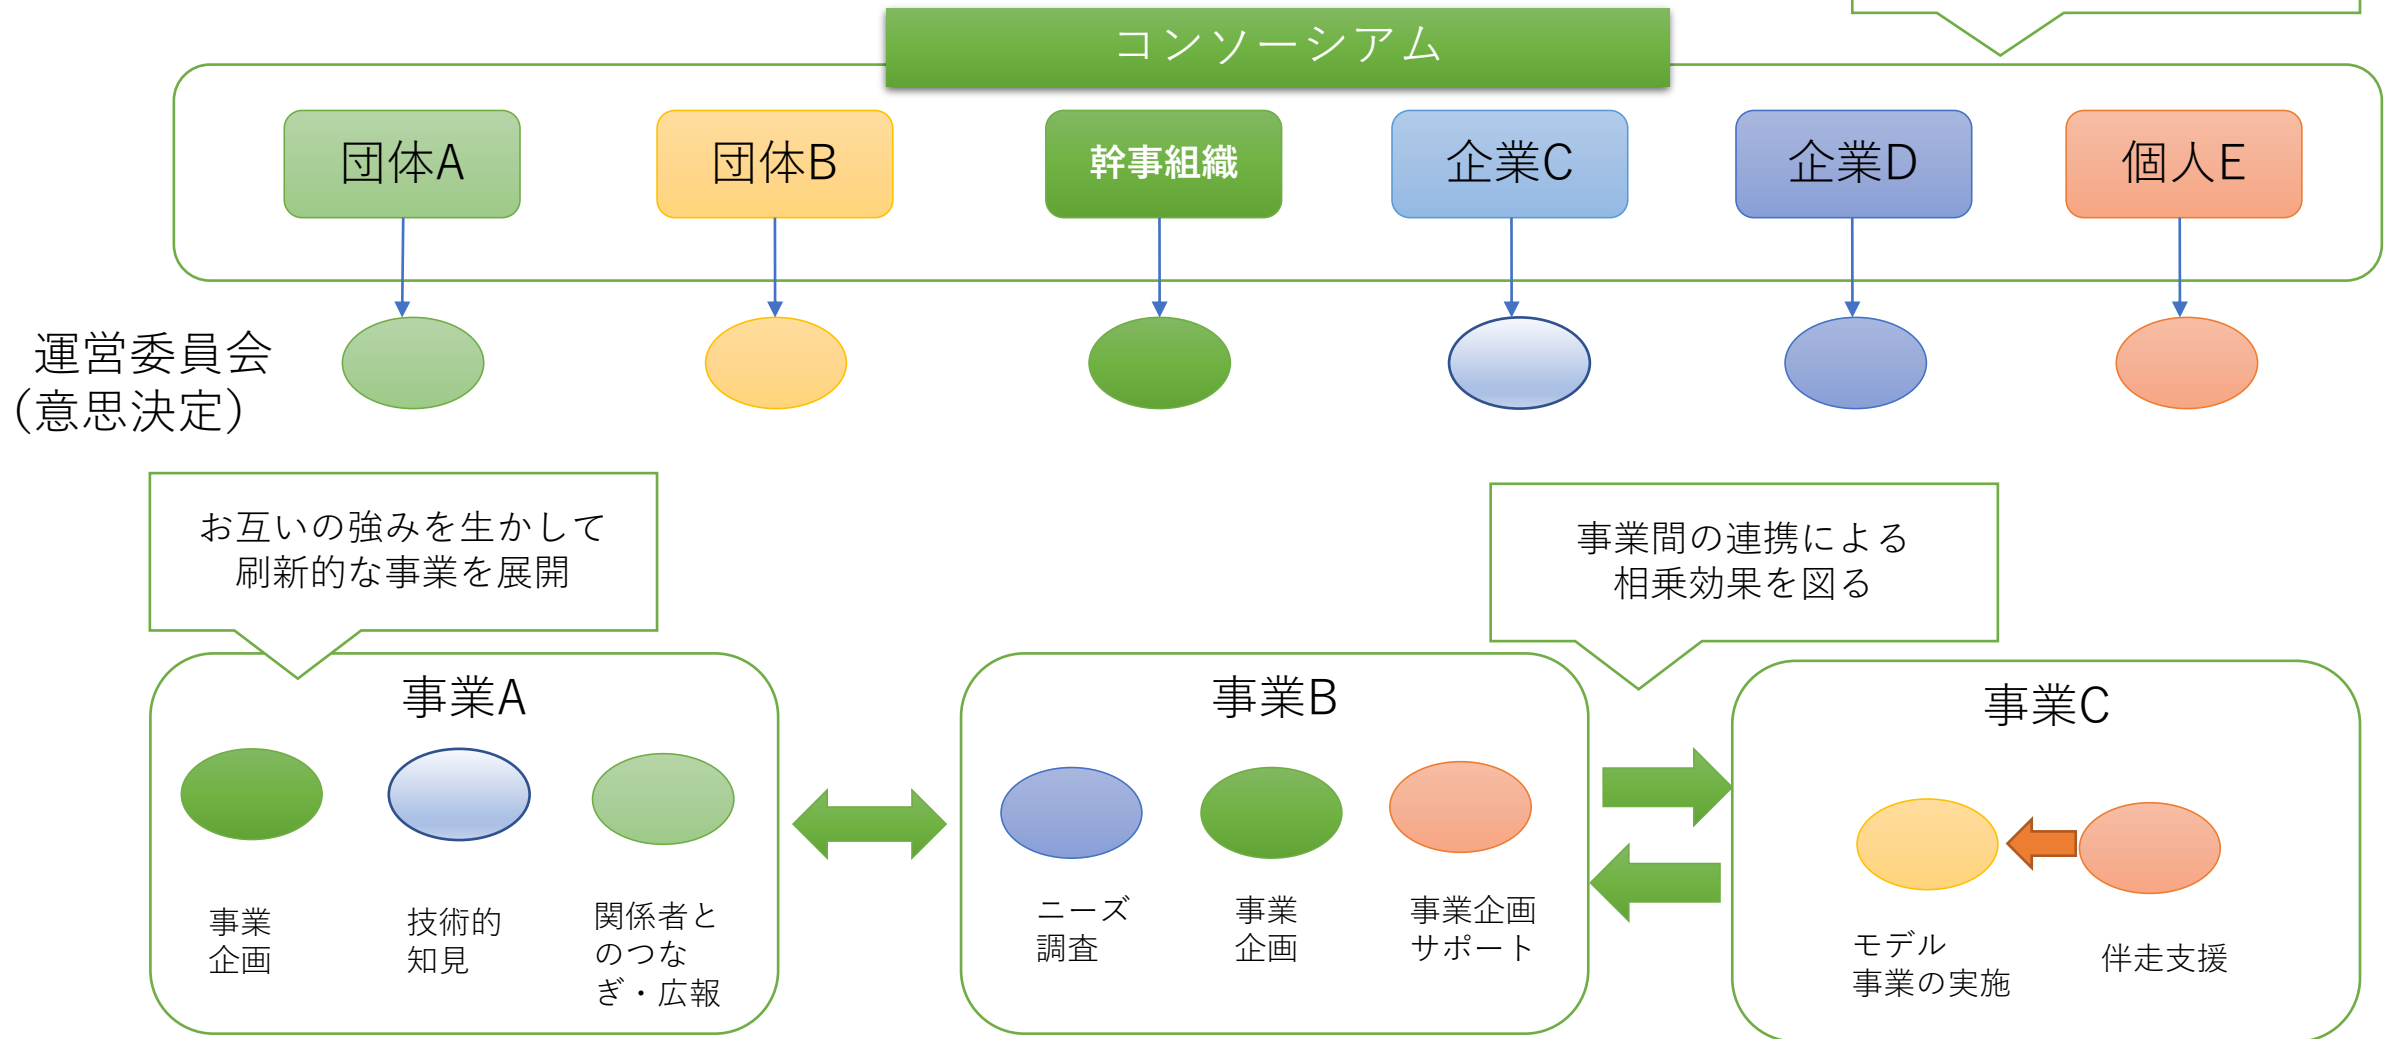 コンソーシアム
団体A
団体B
幹事組織
企業C
企業D
個人E
運営委員会
（意思決定）
お互いの強みを生かして
刷新的な事業を展開
事業間の連携による
相乗効果を図る
事業A
事業B
事業C
事業
企画
技術的
知見
関係者と
のつな
ぎ・広報
ニーズ
調査
事業
企画
事業企画
サポート
モデル
事業の実施
伴走支援